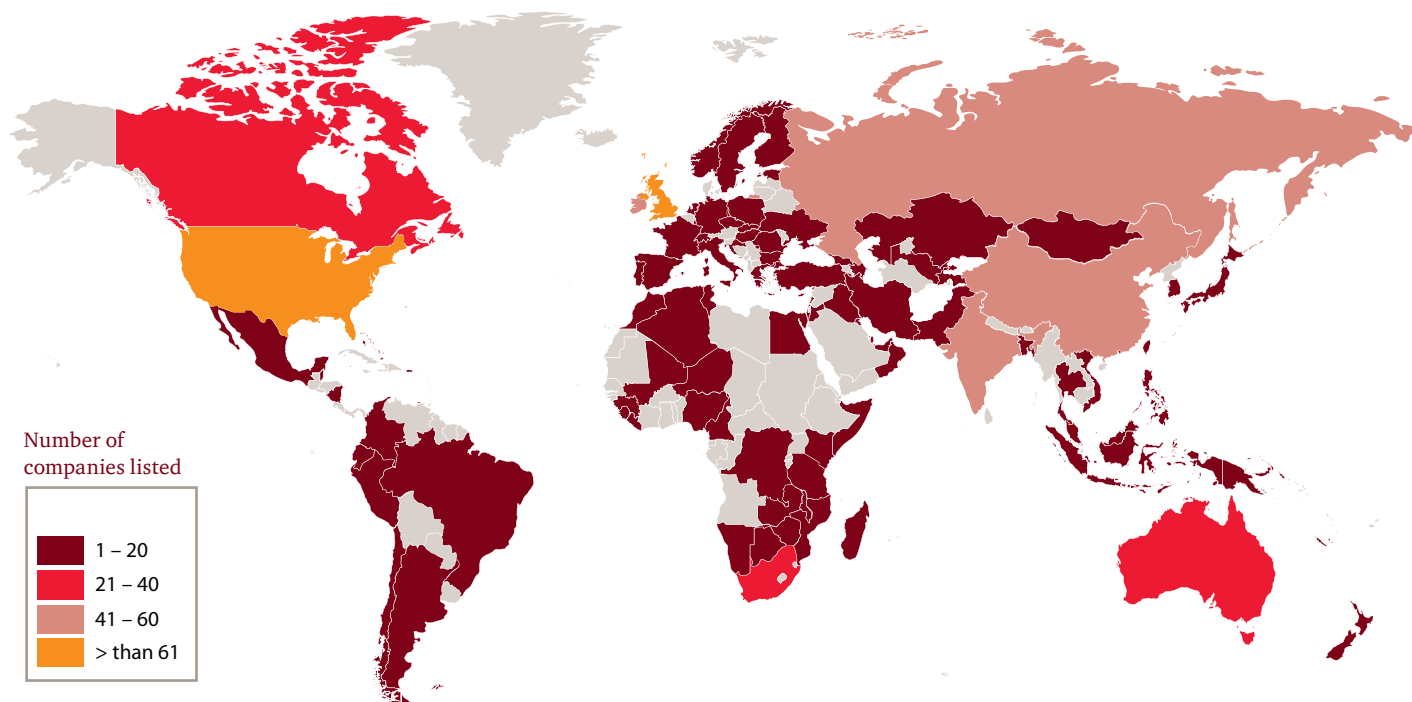 Number of
companies listed
1 – 20
21 – 40
41 – 60
> than 61